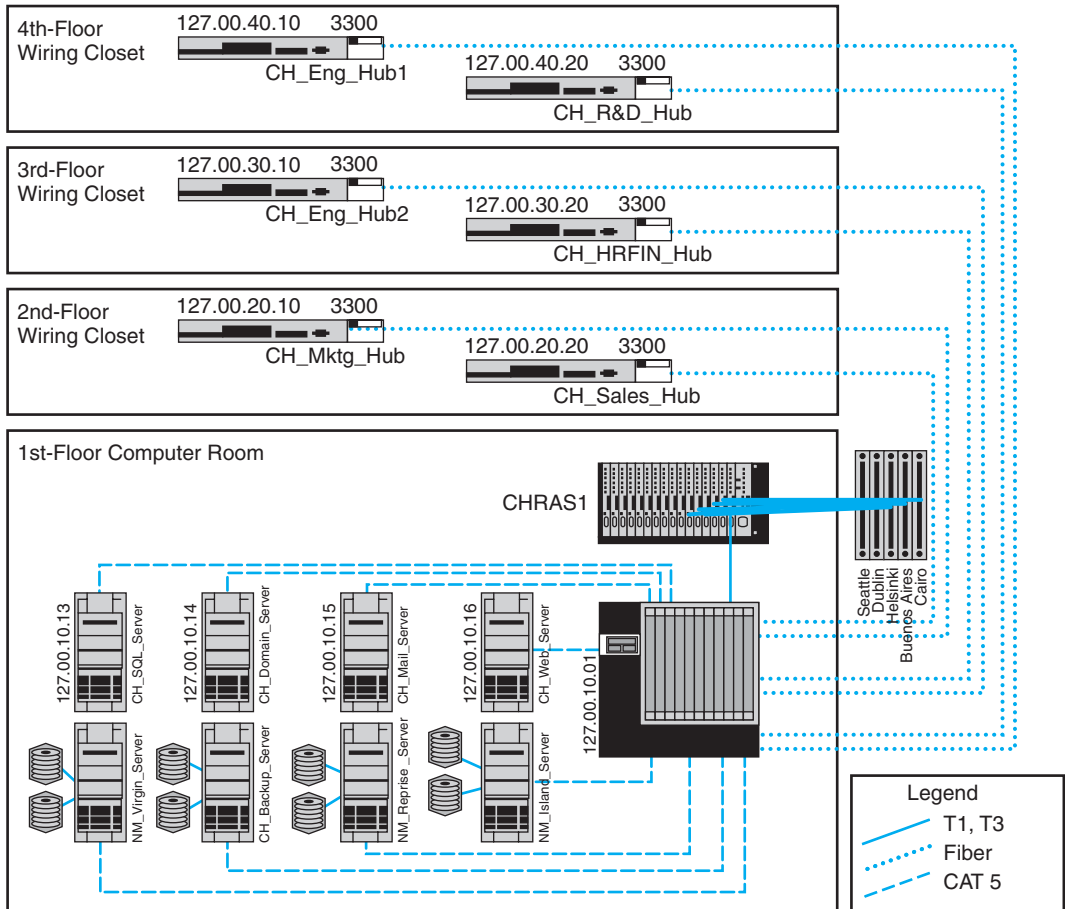 4th-Floor
Wiring Closet
127.00.40.10 3300
CH_Eng_Hub1
127.00.40.20 3300
CH_R&D_Hub
3rd-Floor
Wiring Closet
127.00.30.10 3300
CH_Eng_Hub2
127.00.30.20 3300
CH_HRFIN_Hub
2nd-Floor
Wiring Closet
127.00.20.10 3300
CH_Mktg_Hub
127.00.20.20 3300
CH_Sales_Hub
1st-Floor Computer Room
CHRAS1
Seattle
Dublin
Helsinki
Buenos Aires
Cairo
127.00.10.13
CH_SQL_Server
127.00.10.14
CH_Domain_Server
127.00.10.15
CH_Mail_Server
127.00.10.16
CH_Web_Server
127.00.10.01
NM_Virgin_Server
CH_Backup_Server
NM_Reprise _Server
NM_Island_Server
Legend
T1, T3
Fiber
CAT 5